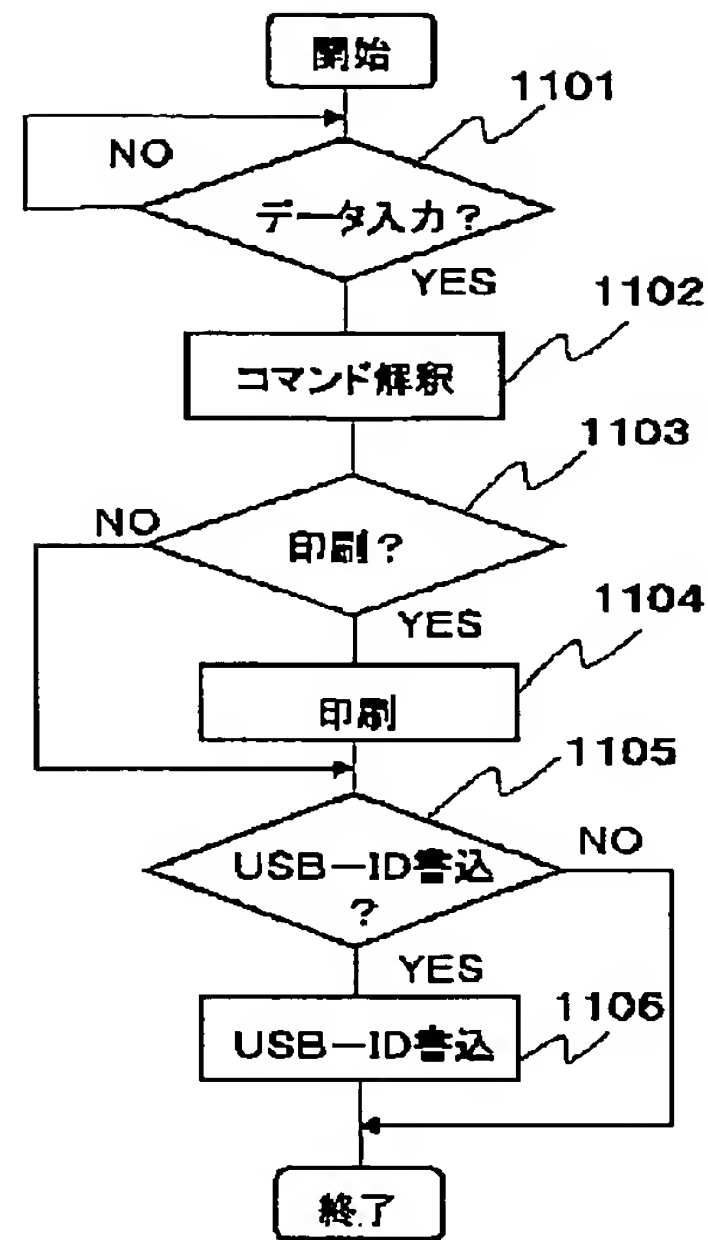 開始
1101
NO
データ入力？
YES
1102
コマンド解釈
1103
NO
印刷？
YES
1104
印刷
1105
USB－ID書込
？
NO
YES
1106
USB－ID書込
終了